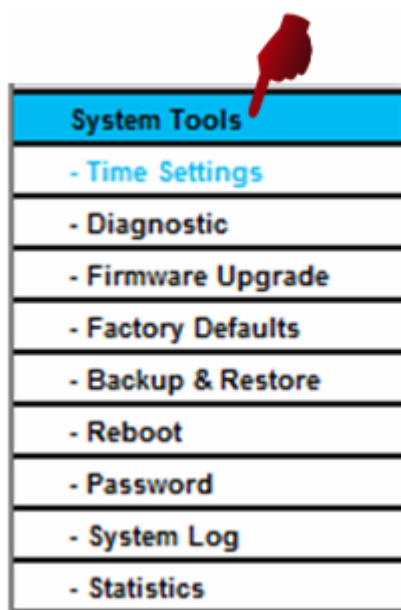 System Tools
- Time Settings
- Diagnostic
- Firmware Upgrade
- Factory Defaults
- Backup & Restore
- Reboot
- Password
- System Log
- Statistics